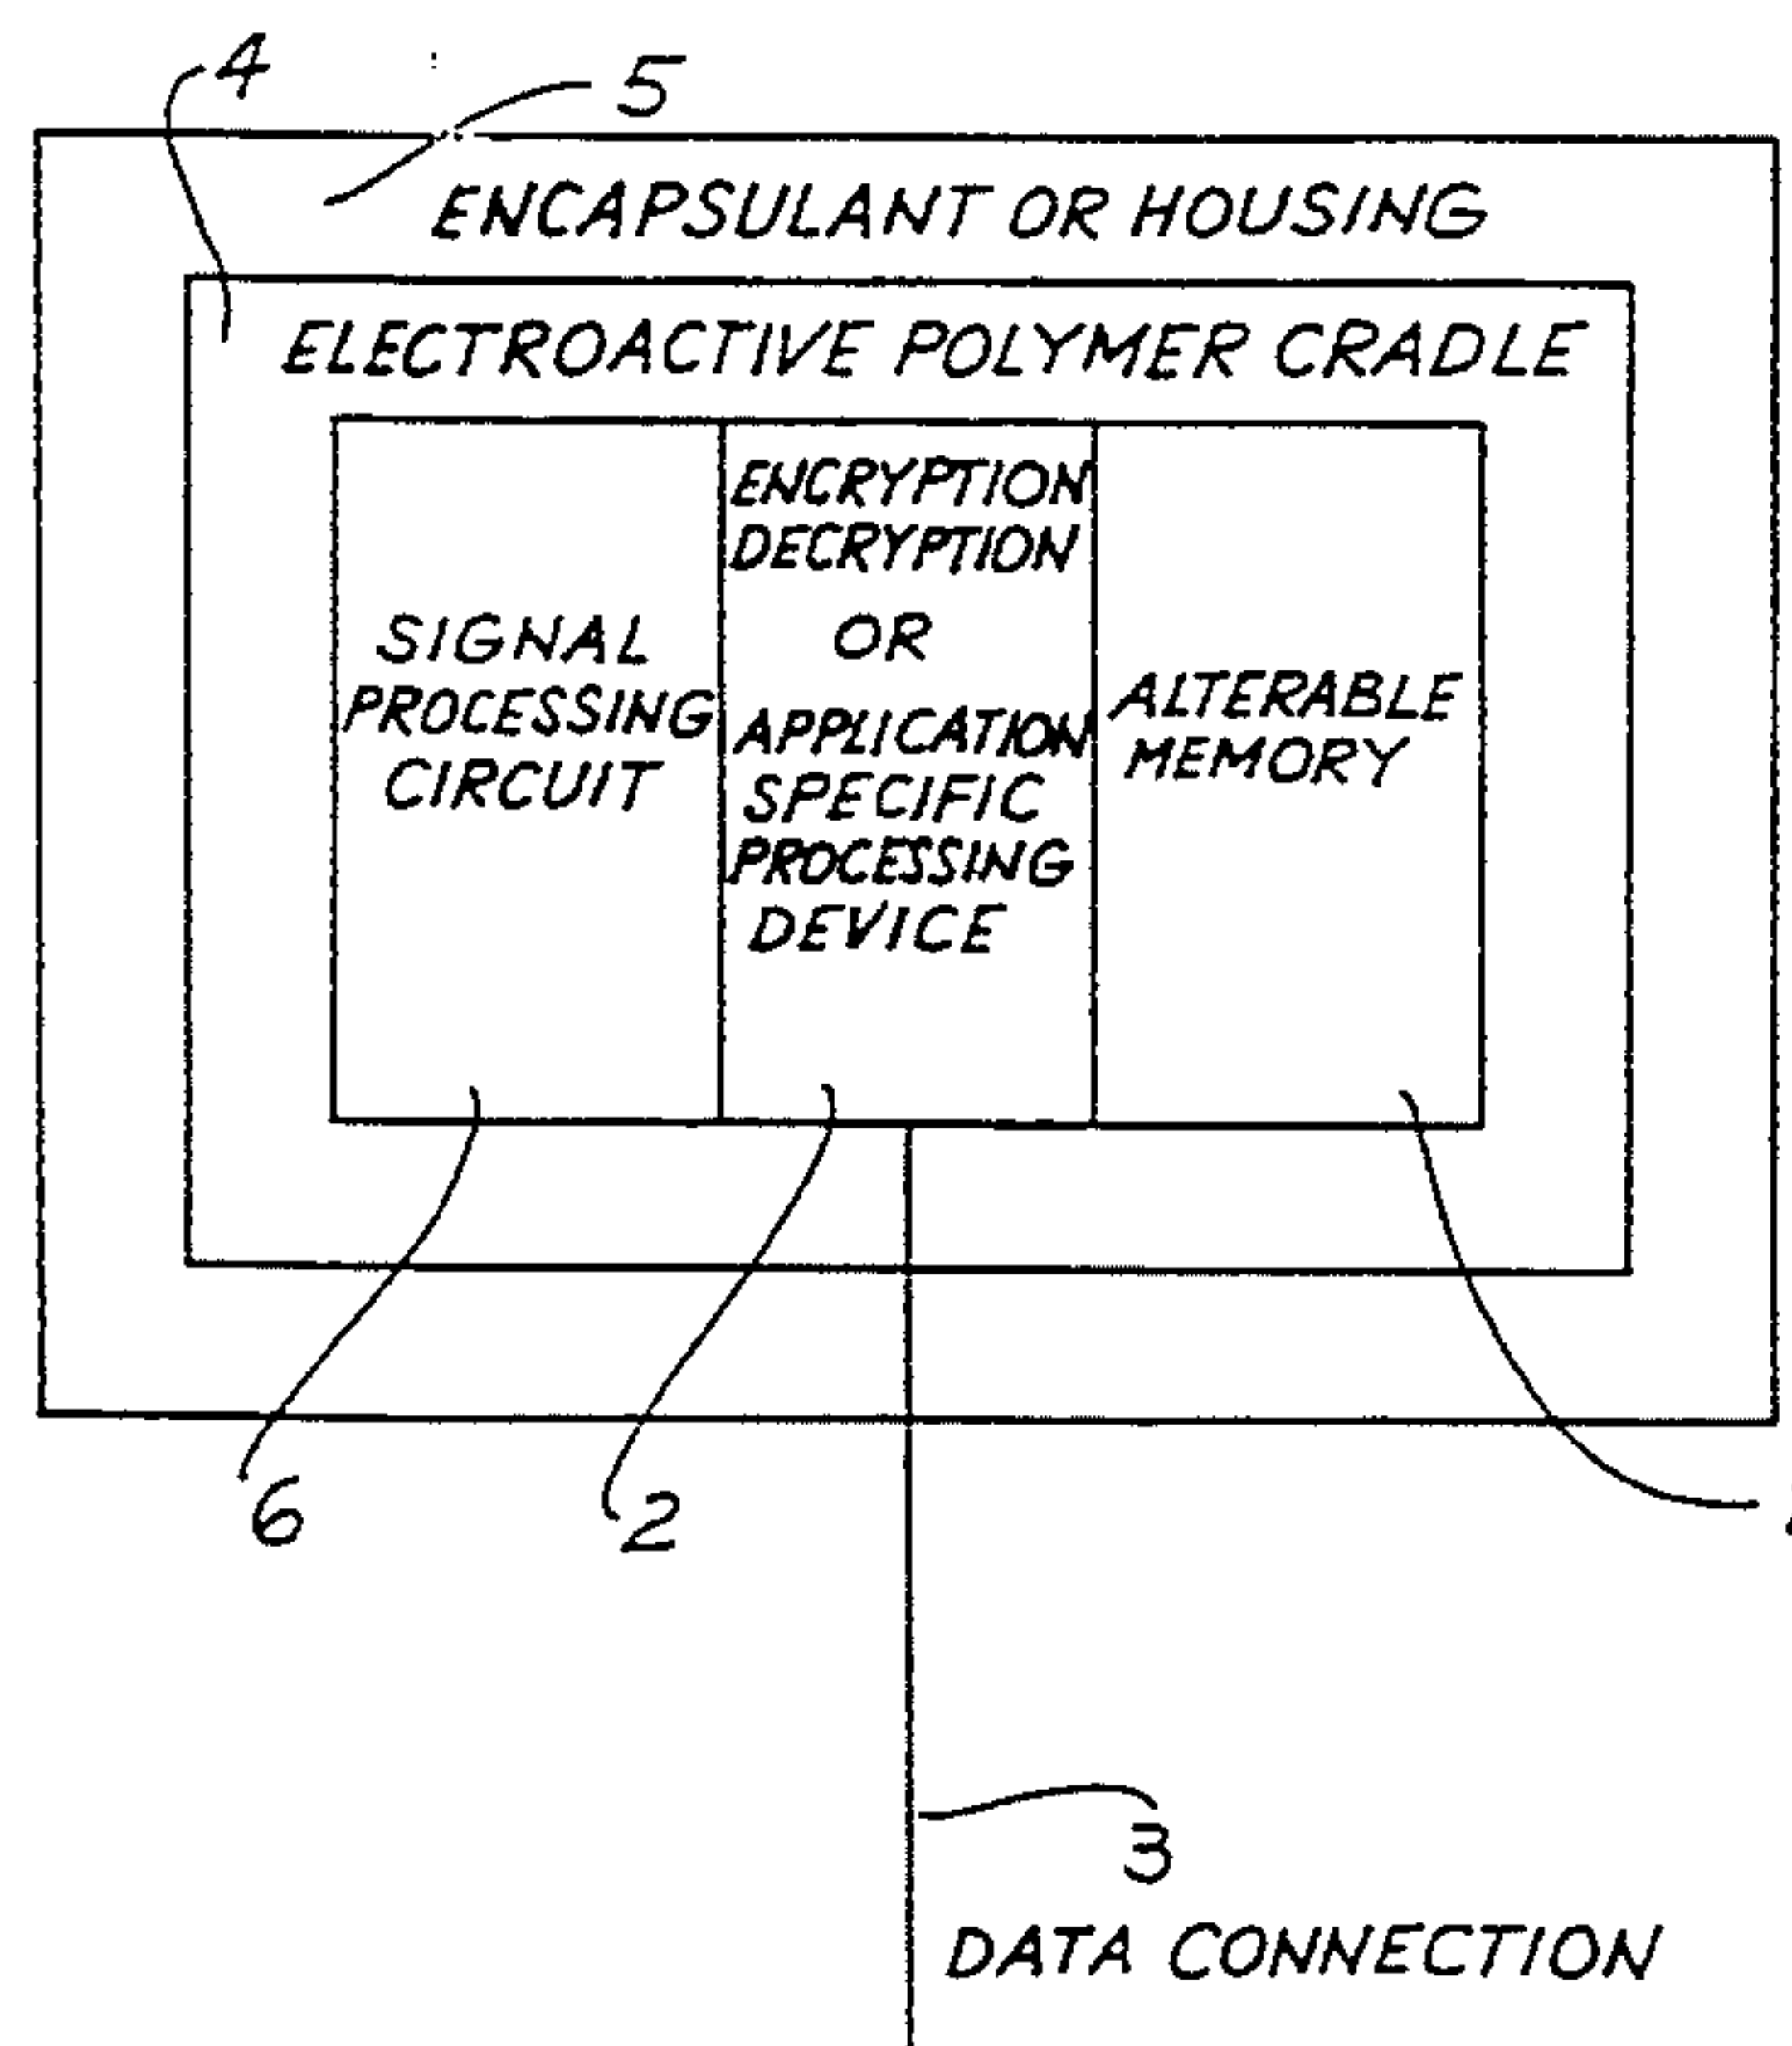 4
5
ENCAPSULANT OR HOUSING
ELECTROACTIVE POLYMER CRADLE
SIGNAL
PROCESSING
CIRCUIT
ENCRYPTION
DECRYPTION
OR
APPLICATION
SPECIFIC
PROCESSING
DEVICE
ALTERABLE
MEMORY
6
2
3
DATA CONNECTION